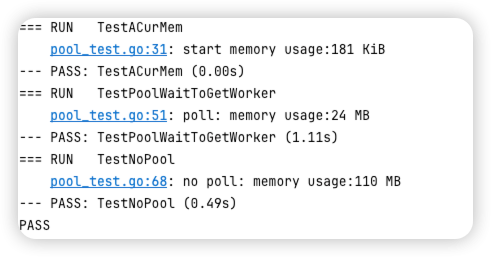 === RUN   TestACurMem
    pool_test.go:31: start memory usage:181 KiB
--- PASS: TestACurMem (0.00s)
=== RUN   TestPoolWaitToGetWorker
    pool_test.go:51: poll: memory usage:24 MB
--- PASS: TestPoolWaitToGetWorker (1.11s)
=== RUN   TestNoPool
    pool_test.go:68: no poll: memory usage:110 MB
--- PASS: TestNoPool (0.49s)
PASS